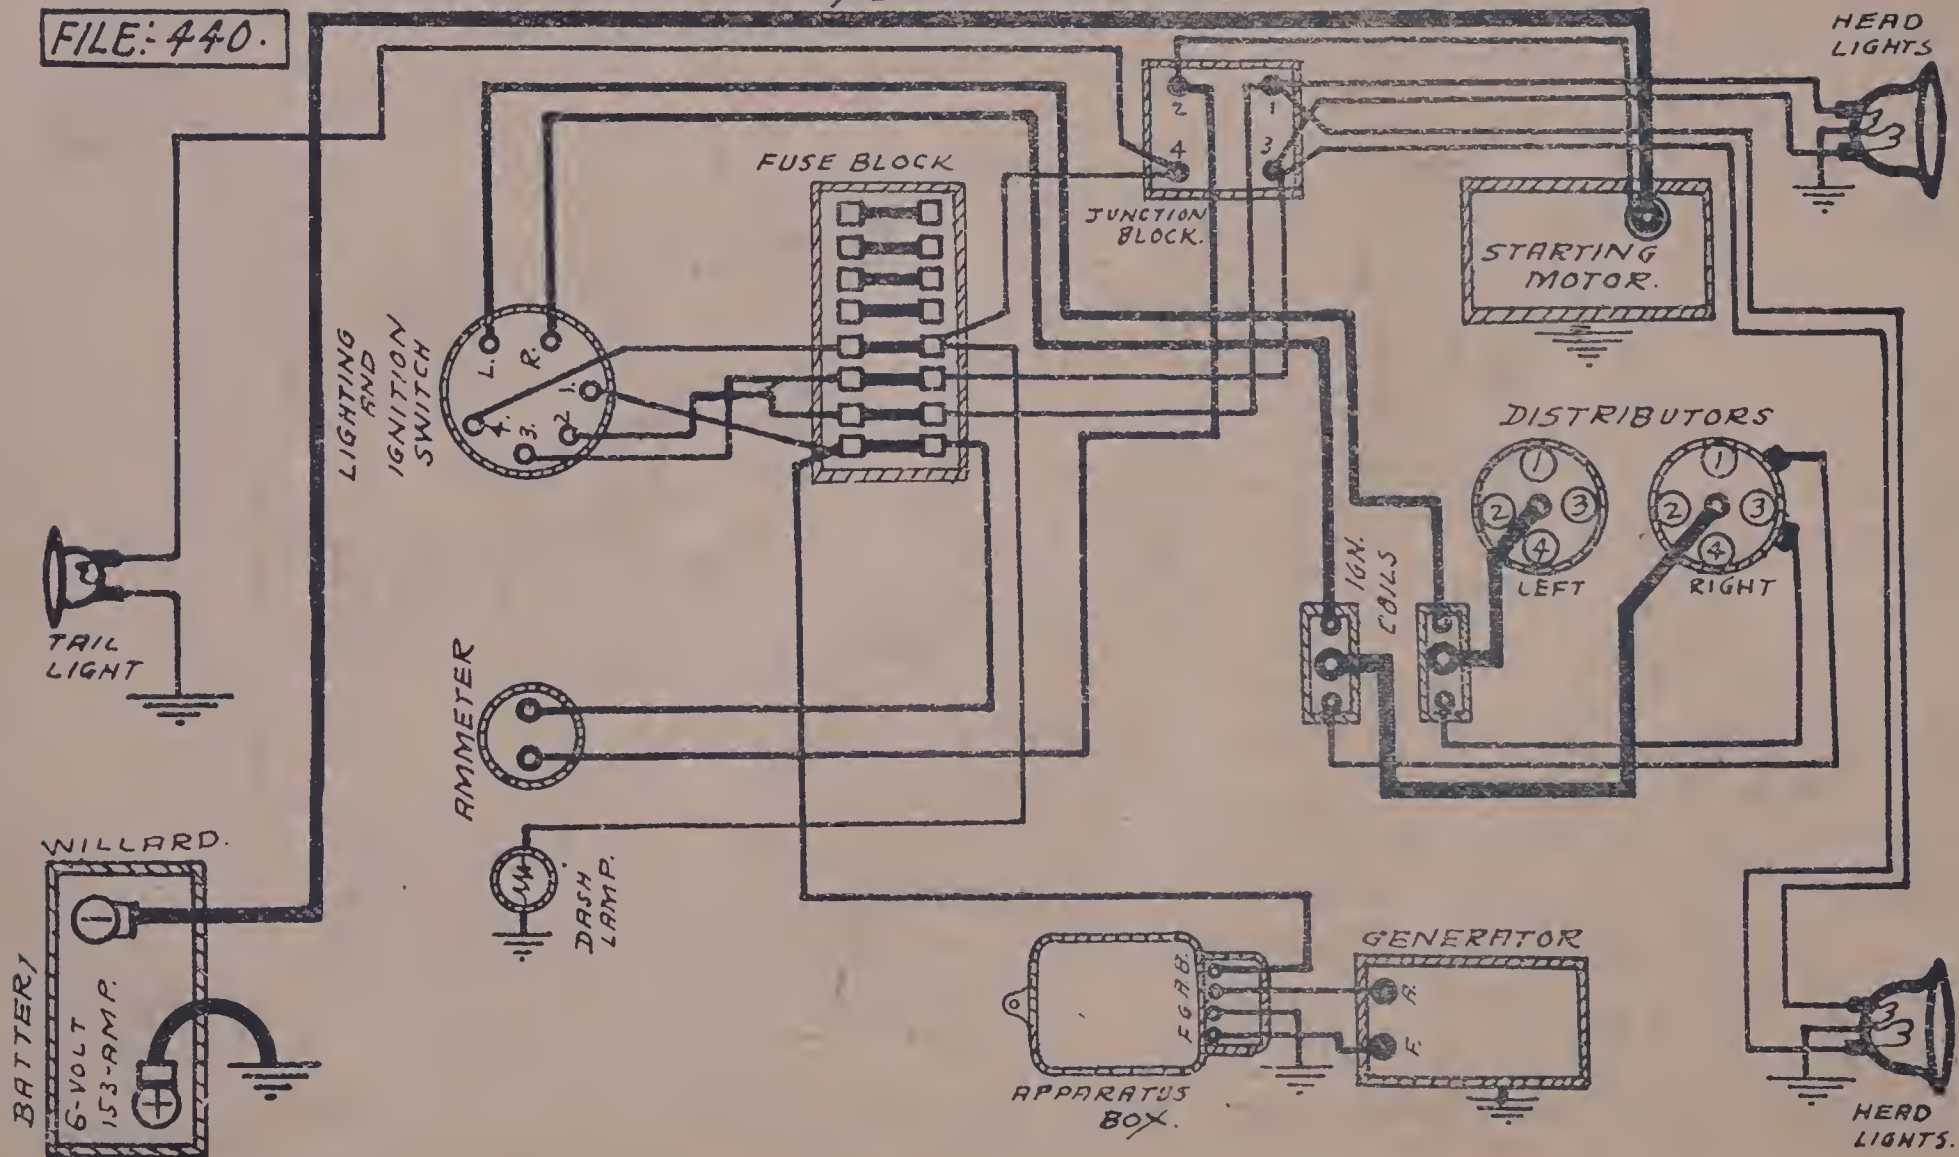 FILE:-440.
HEAD
LIGHTS
2
1
4
3
JUNCTION
BLOCK.
FUSE BLOCK
STARTING
MOTOR.
LIGHTING
AND
IGNITION
SWITCH
L.
R.
1.
2
3.
4.
DISTRIBUTORS
1
2
3
4
LEFT
1
2
3
4
RIGHT
IGN.
COILS
TAIL
LIGHT
AMMETER
DASH
LAMP.
WILLARD.
BATTERY
6-VOLT
153-AMP.
APPARATUS
BOX.
F G A B.
GENERATOR
A.
F.
HEAD
LIGHTS.